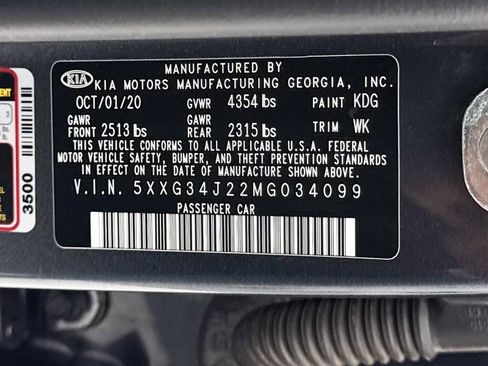 MANUFACTURED BY
KIA KIA MOTORS MANUFACTURING GEORGIA, INC.
OCT/01/20 GVWR 4354 lbs PAINT KDG
GAWR GAWR
FRONT 2513 lbs REAR 2315 lbs TRIM WK
THIS VEHICLE CONFORMS TO ALL APPLICABLE U.S.A. FEDERAL
MOTOR VEHICLE SAFETY, BUMPER, AND THEFT PREVENTION STANDARDS
IN EFFECT ON THE DATE OF MANUFACTURE SHOWN ABOVE.
V.I.N. 5XXG34J22MG034099
PASSENGER CAR
3500